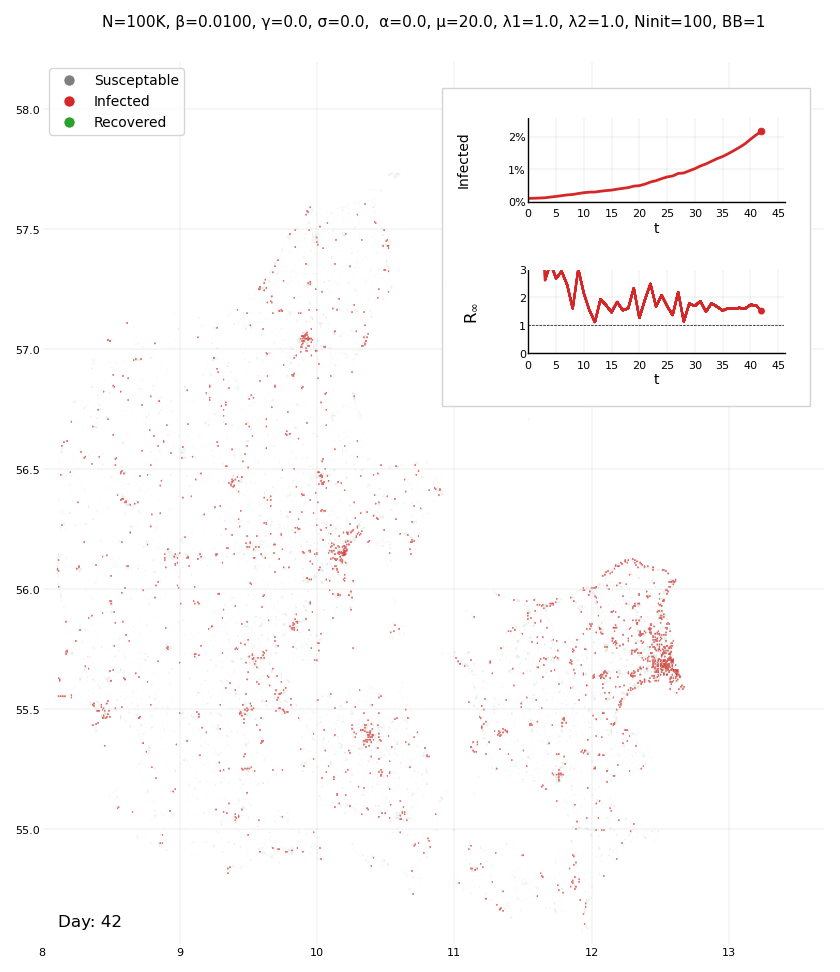 N=100K, β=0.0100, γ=0.0, σ=0.0,  α=0.0, μ=20.0, λ1=1.0, λ2=1.0, Ninit=100, BB=1
Susceptable
Infected
Recovered
58.0
57.5
57.0
56.5
56.0
55.5
55.0
Infected
2%
1%
0%
0 5 10 15 20 25 30 35 40 45
t
R∞
3
2
1
0
0 5 10 15 20 25 30 35 40 45
t
Day: 42
8 9 10 11 12 13